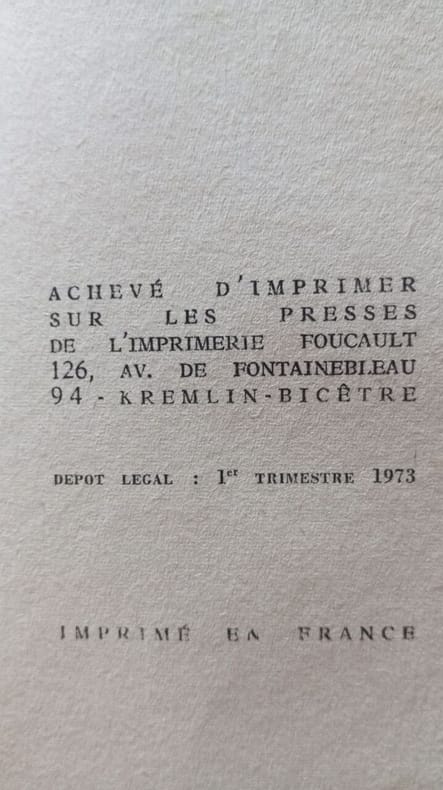 ACHEVÉ D'IMPRIMER
SUR LES PRESSES
DE L'IMPRIMERIE FOUCAULT
126, AV. DE FONTAINEBLEAU
94 - KREMLIN-BICÊTRE
DEPOT LEGAL : 1er TRIMESTRE 1973
IMPRIMÉ EN FRANCE